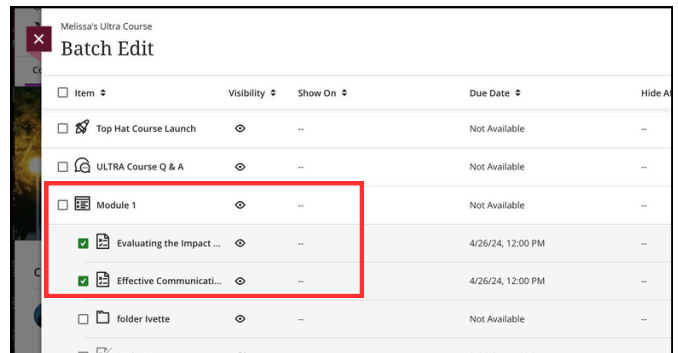 Melissa's Ultra Course
Batch Edit
Item Visibility Show On Due Date Hide Af
Top Hat Course Launch -- Not Available --
ULTRA Course Q & A -- Not Available --
Module 1 -- Not Available --
Evaluating the Impact ... -- 4/26/24, 12:00 PM --
Effective Communicati... -- 4/26/24, 12:00 PM --
folder Ivette -- Not Available --